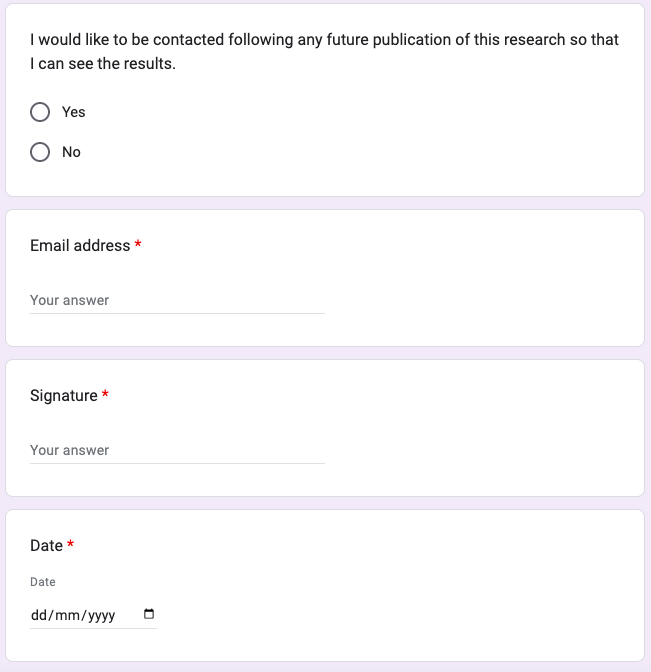 I would like to be contacted following any future publication of this research so that
I can see the results.
Yes
No
Email address *
Your answer
Signature *
Your answer
Date *
Date
dd/mm/yyyy